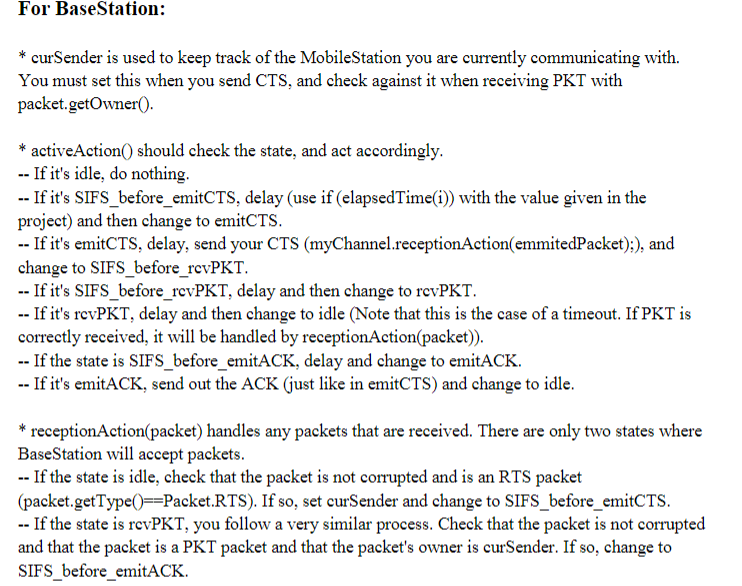 For BaseStation:
* curSender is used to keep track of the MobileStation you are currently communicating with.
You must set this when you send CTS, and check against it when receiving PKT with
packet.getOwner().
* activeAction() should check the state, and act accordingly.
-- If it's idle, do nothing.
-- If it's SIFS_before_emitCTS, delay (use if (elapsedTime(i)) with the value given in the
project) and then change to emitCTS.
-- If it's emitCTS, delay, send your CTS (myChannel.receptionAction(emmitedPacket);), and
change to SIFS_before_rcvPKT.
-- If it's SIFS_before_rcvPKT, delay and then change to rcvPKT.
-- If it's rcvPKT, delay and then change to idle (Note that this is the case of a timeout. If PKT is
correctly received, it will be handled by receptionAction(packet)).
-- If the state is SIFS_before_emitACK, delay and change to emitACK.
-- If it's emitACK, send out the ACK (just like in emitCTS) and change to idle.
* receptionAction(packet) handles any packets that are received. There are only two states where
BaseStation will accept packets.
-- If the state is idle, check that the packet is not corrupted and is an RTS packet
(packet.getType()==Packet.RTS). If so, set curSender and change to SIFS_before_emitCTS.
-- If the state is rcvPKT, you follow a very similar process. Check that the packet is not corrupted
and that the packet is a PKT packet and that the packet's owner is curSender. If so, change to
SIFS_before_emitACK.